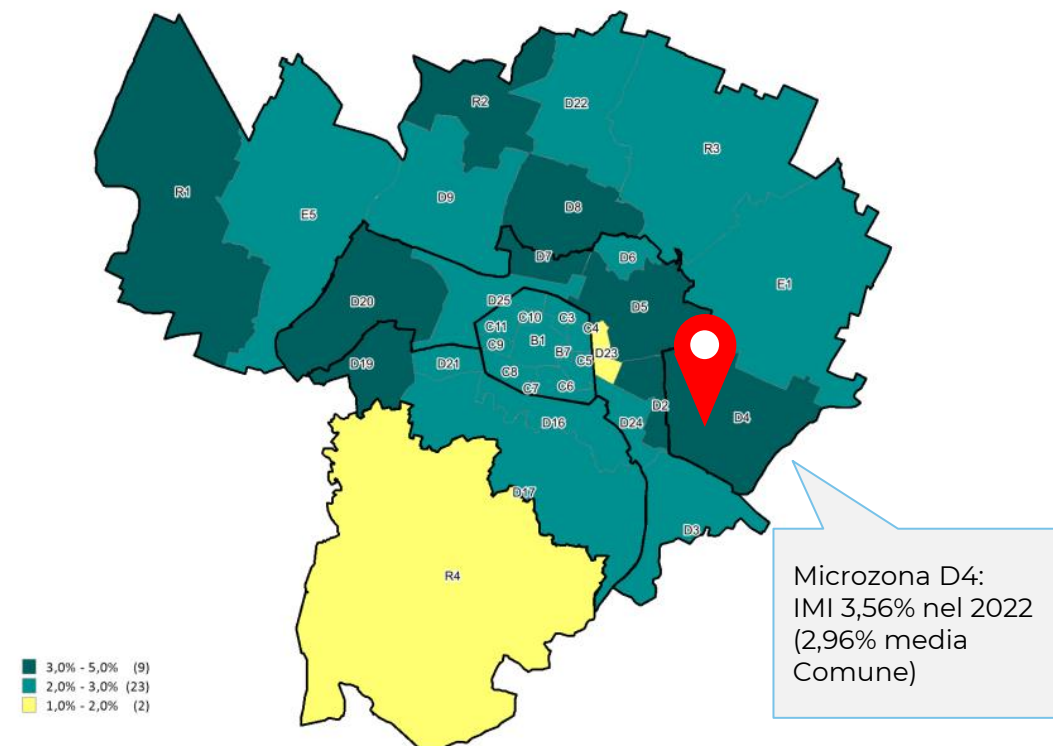 R2
D22
R3
R1
D9
E5
D8
D7
D6
E1
D20
D25
D5
C10
C3
C11
C4
C9
B1
B7
D23
D19
D21
C5
C8
C7
C6
D2
D4
D16
D24
D17
D3
R4
Microzona D4:
IMI 3,56% nel 2022
(2,96% media
Comune)
3,0% - 5,0% (9)
2,0% - 3,0% (23)
1,0% - 2,0% (2)